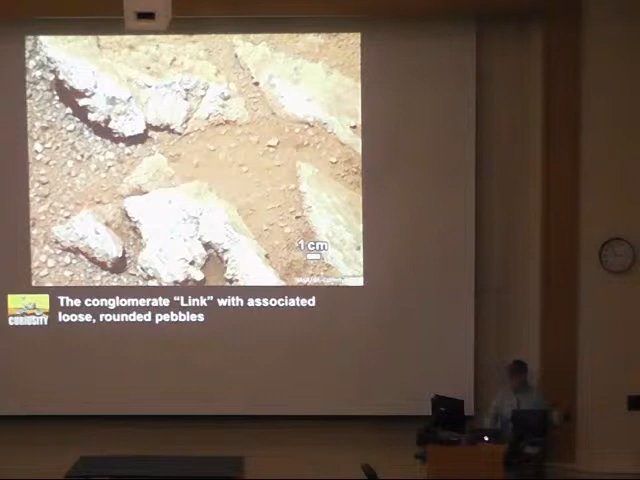 1 cm
CURIOSITY
The conglomerate “Link” with associated
loose, rounded pebbles